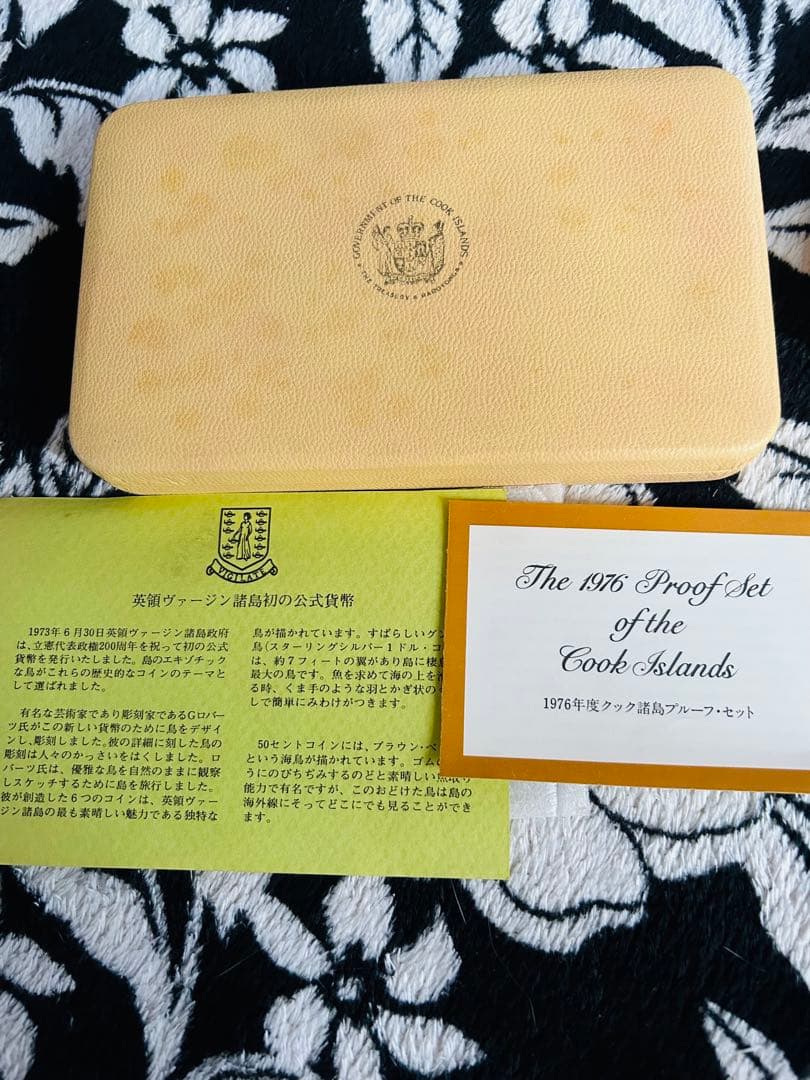 GOVERNMENT OF THE COOK ISLANDS
THE TREASURY RAROTONGA
VIGILATE
英領ヴァージン諸島初の公式貨幣
1973年6月30日英領ヴァージン諸島政府
は、立憲代表政権200周年を祝って初の公式
貨幣を発行いたしました。島のエキゾチック
な鳥がこれらの歴史的なコインのテーマと
して選ばれました。
有名な芸術家であり彫刻家であるGロバー
ツ氏がこの新しい貨幣のために鳥をデザイ
ンし、彫刻しました。彼の詳細に刻した鳥の
彫刻は人々のかっさいをはくしました。ロ
バーツ氏は、優雅な鳥を自然のままに観察
しスケッチするために島を旅行しました。
彼が創造した6つのコインは、英領ヴァー
ジン諸島の最も素晴しい魅力である独特な
鳥が描かれています。すばらしいグン
鳥(スターリングシルバー1ドル・コ
は、約7フィートの翼があり島に棲
最大の鳥です。魚を求めて海の上を
る時、くま手のような羽とかぎ状の
しで簡単にみわけがつきます。
50セントコインには、ブラウン・ペ
という海鳥が描かれています。ゴムの
うにのびちぢみするのどと素晴しい魚取り
能力で有名ですが、このおどけた鳥は島の
海外線にそってどこにでも見ることができ
ます。
The 1976 Proof Set
of the
Cook Islands
1976年度クック諸島プルーフ・セット